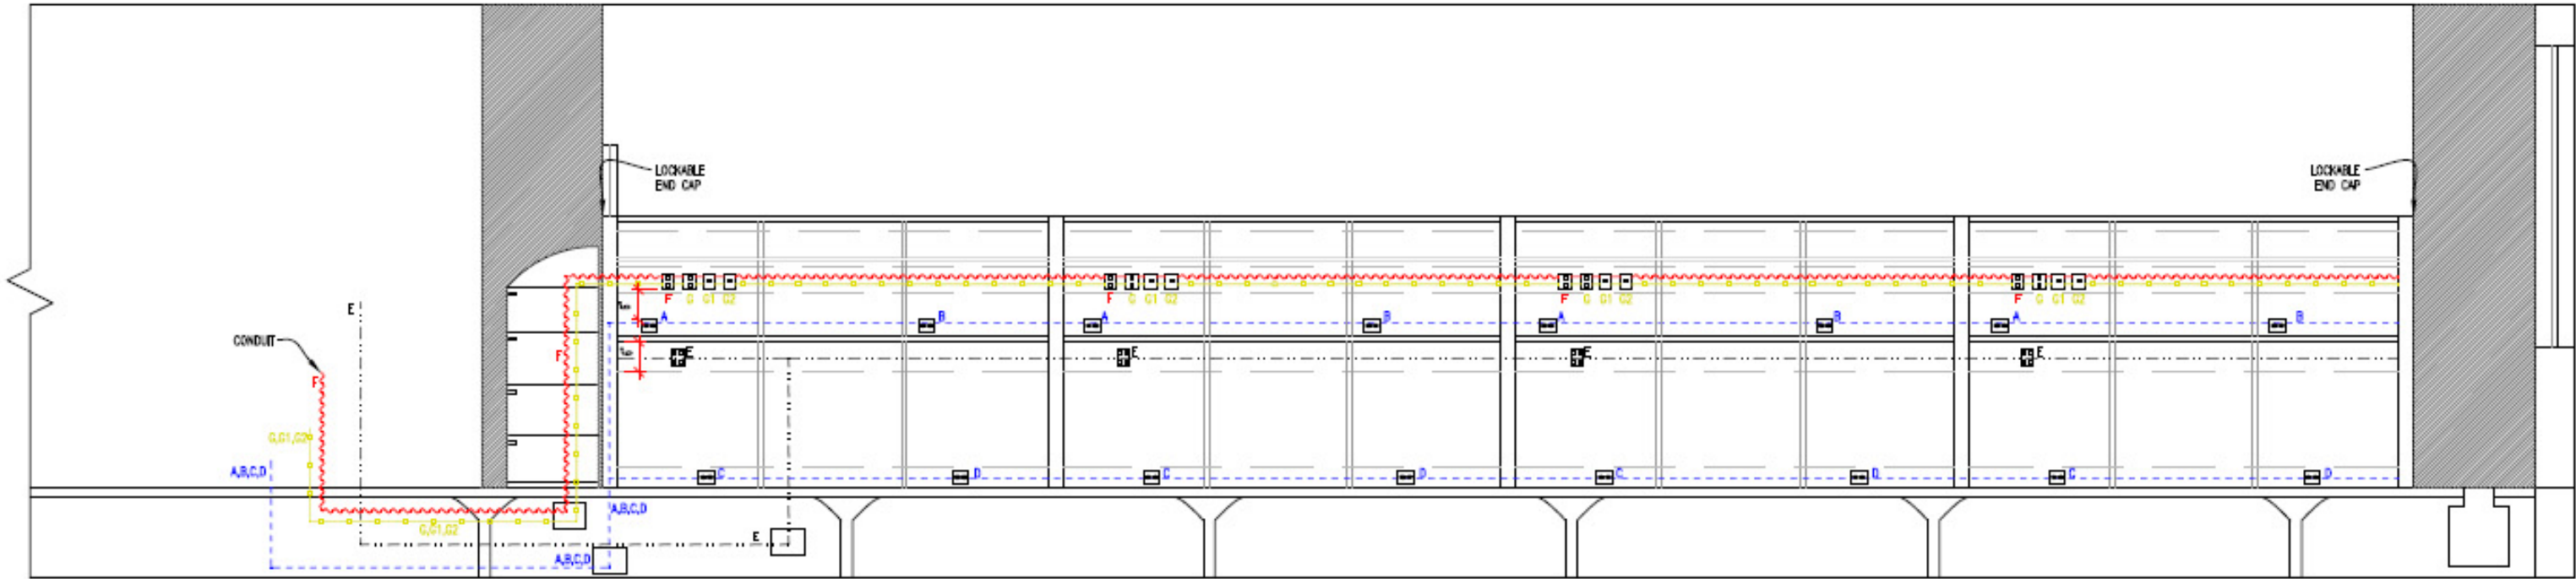 LOCKABLE
END CAP
LOCKABLE
END CAP
E
CONDUIT
F
F
F G G1 G2
F G G1 G2
F G G1 G2
F G G1 G2
A B A B A B A B
E E E E
G,G1,G2
A,B,C,D
C D C D C D C D
A,B,C,D
G,G1,G2
E
A,B,C,D